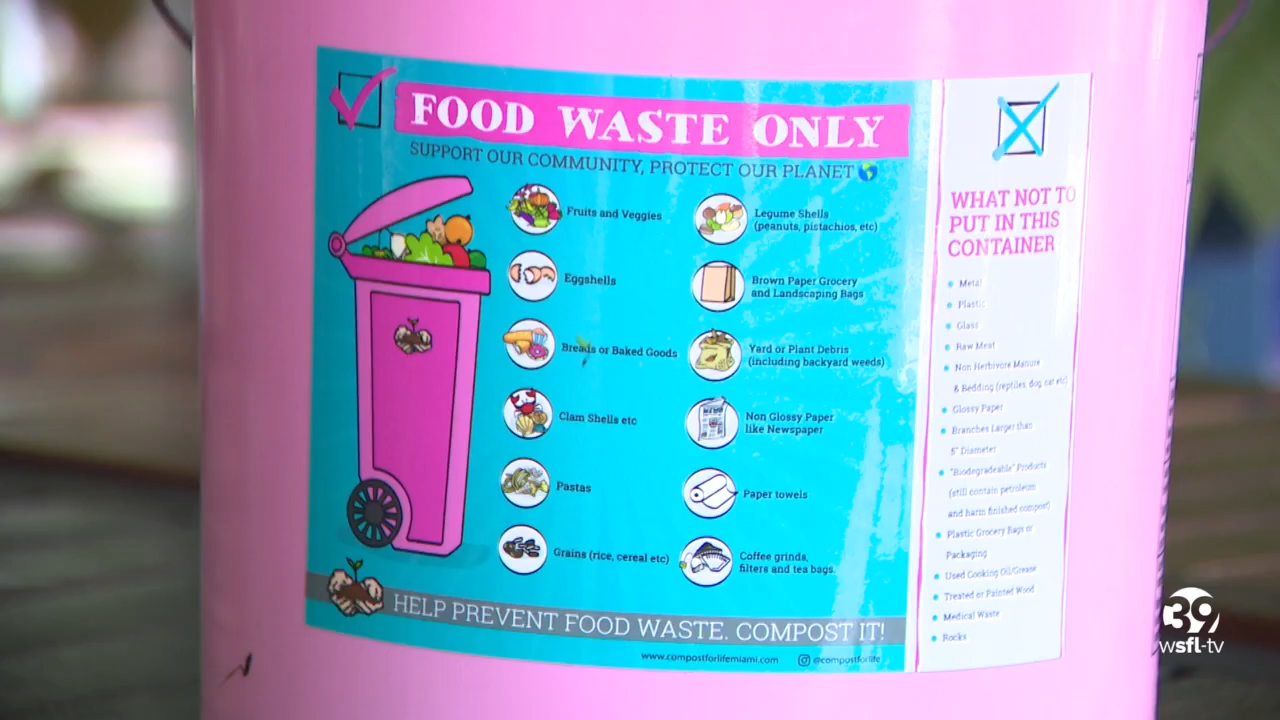 FOOD WASTE ONLY
SUPPORT OUR COMMUNITY, PROTECT OUR PLANET
Fruits and Veggies
Eggshells
Breads or Baked Goods
Clam Shells etc
Pastas
Grains (rice, cereal etc)
Legume Shells
(peanuts, pistachios, etc)
Brown Paper Grocery
and Landscaping Bags
Yard or Plant Debris
(including backyard weeds)
Non Glossy Paper
like Newspaper
Paper towels
Coffee grinds,
filters and tea bags.
HELP PREVENT FOOD WASTE. COMPOST IT!
www.compostforlifemiami.com
@compostforlife
WHAT NOT TO
PUT IN THIS
CONTAINER
Metal
Plastic
Glass
Raw Meat
Non Herbivore Manure
& Bedding (reptiles, dog, cat etc)
Glossy Paper
Branches Larger than
5" Diameter
"Biodegradeable" Products
(still contain petroleum
and harm finished compost)
Plastic Grocery Bags or
Packaging
Used Cooking Oil/Grease
Treated or Painted Wood
Medical Waste
Rocks
39
wsfl-tv